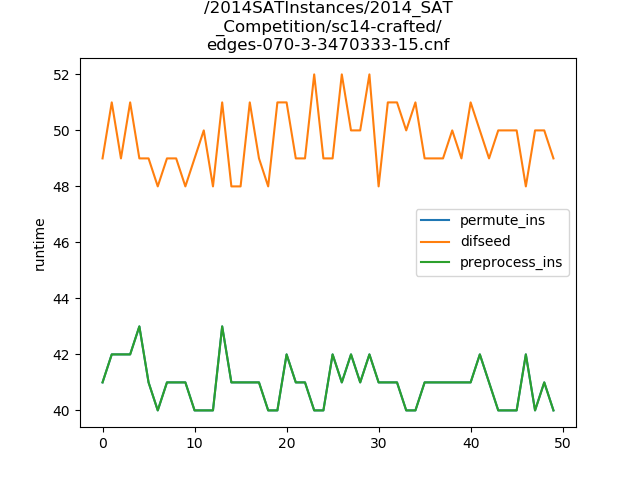 /2014SATInstances/2014_SAT
_Competition/sc14-crafted/
edges-070-3-3470333-15.cnf
52
50
48
46
44
42
40
runtime
permute_ins
difseed
preprocess_ins
0
10
20
30
40
50